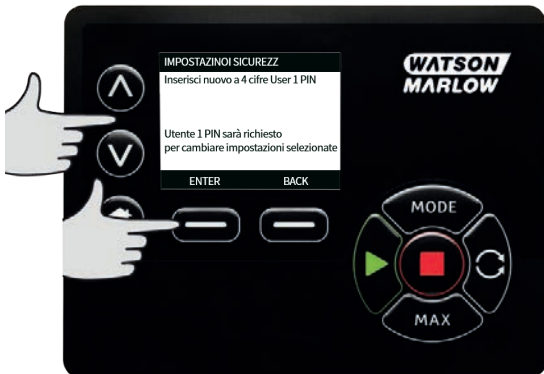 IMPOSTAZINOI SICUREZZ
Inserisci nuovo a 4 cifre User 1 PIN
Utente 1 PIN sarà richiesto
per cambiare impostazioni selezionate
ENTER BACK
WATSON
MARLOW
MODE
MAX